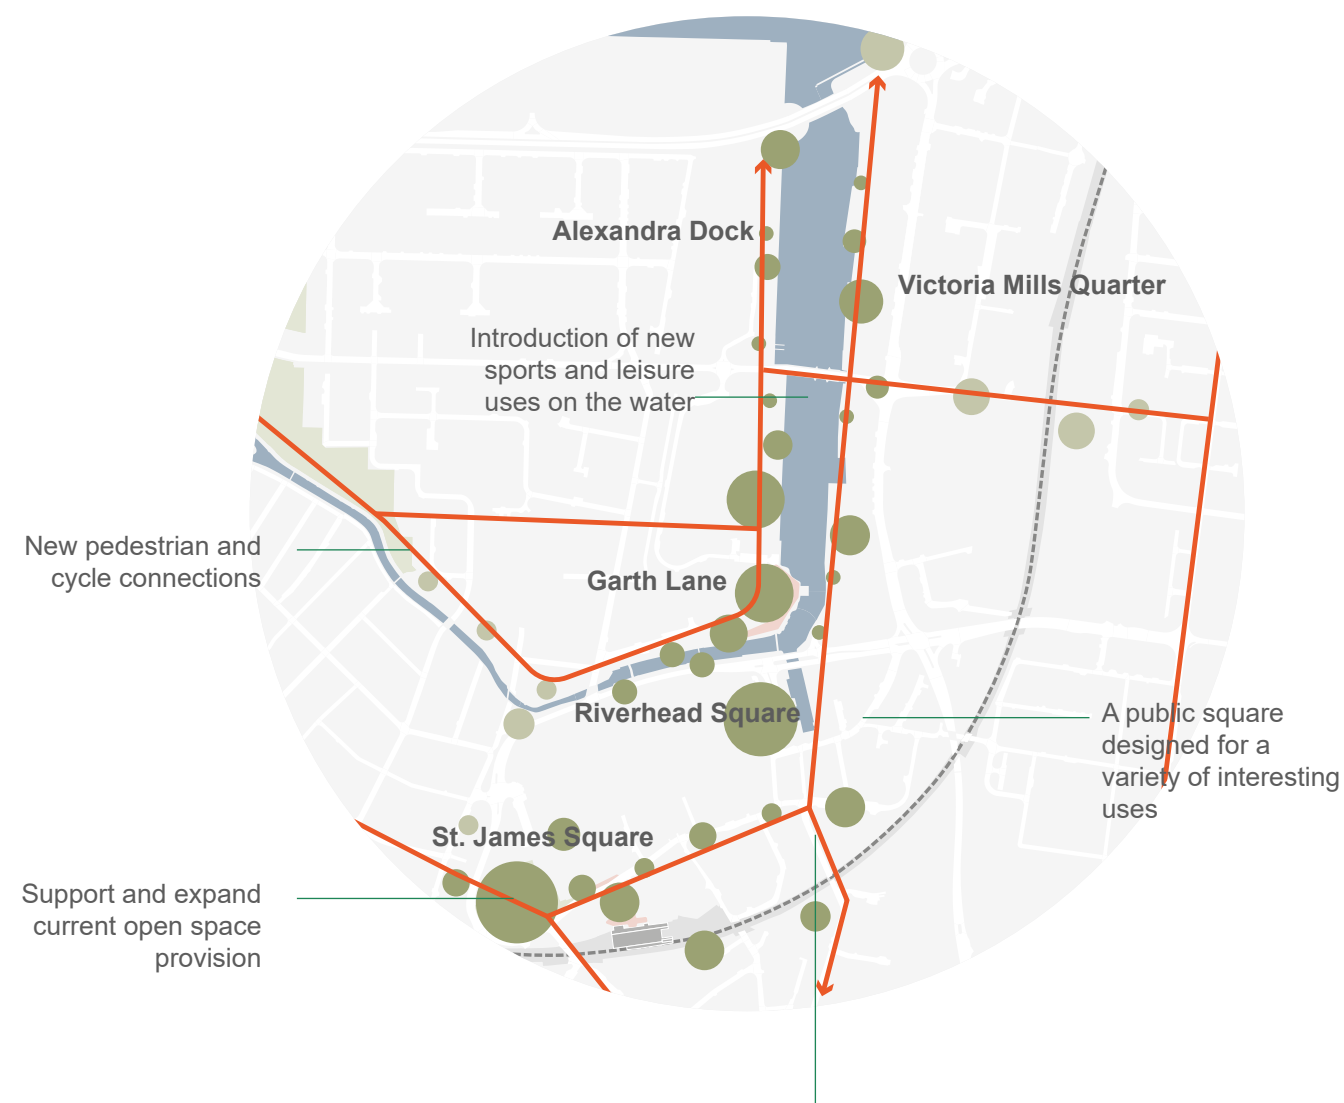 Alexandra Dock
Victoria Mills Quarter
Introduction of new
sports and leisure
uses on the water
New pedestrian and
cycle connections
Garth Lane
Riverhead Square
A public square
designed for a
variety of interesting
uses
St. James Square
Support and expand
current open space
provision